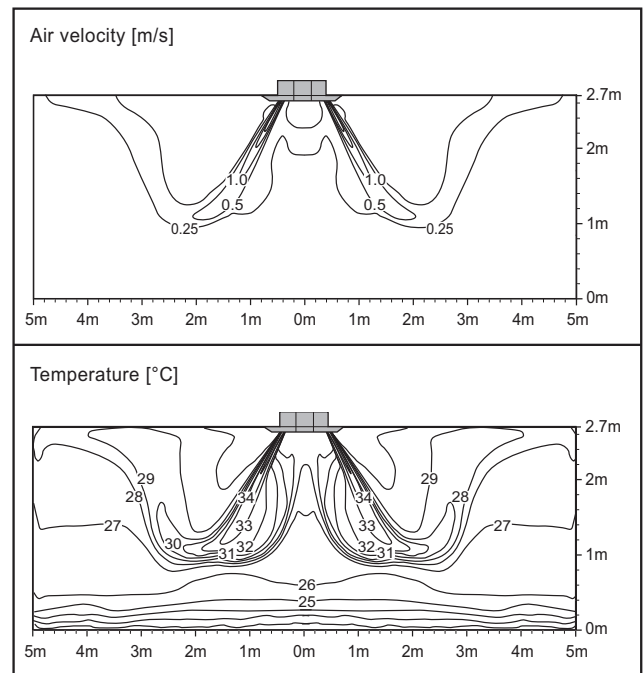 Air velocity [m/s]
2.7m
2m
1.0 1.0
0.5 0.5
1m
0.25 0.25
0m
5m 4m 3m 2m 1m 0m 1m 2m 3m 4m 5m
Temperature [°C]
2.7m
29 29
2m
28 34 34 28
27 33 33 27
30 32 32
31 31
1m
26
25
0m
5m 4m 3m 2m 1m 0m 1m 2m 3m 4m 5m